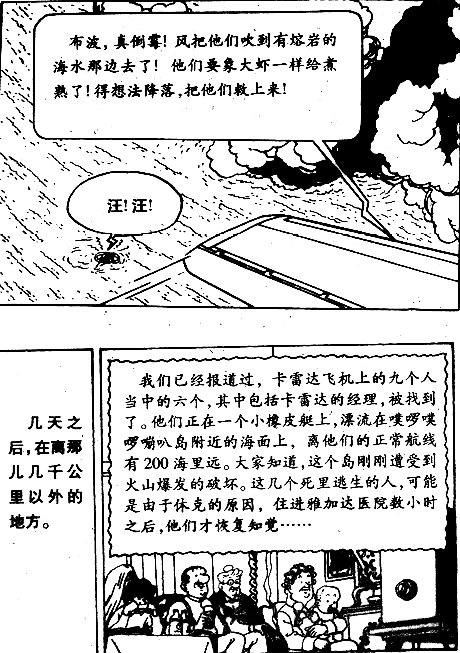 布波，真倒霉！风把他们吹到有熔岩的
海水那边去了！他们要象大虾一样给煮
熟了！得想法降落，把他们救上来！
汪！汪！
几天之
后，在离那
儿几千公
里以外的
地方。
我们已经报道过，卡雷达飞机上的九个人
当中的六个，其中包括卡雷达的经理，被找到
了。他们正在一个小橡皮艇上，漂流在噗啰噗
啰嘣叭岛附近的海面上，离他们的正常航线
有200海里远。大家知道，这个岛刚刚遭受到
火山爆发的破坏。这几个死里逃生的人，可能
是由于休克的原因，住进雅加达医院数小时
之后，他们才恢复知觉……